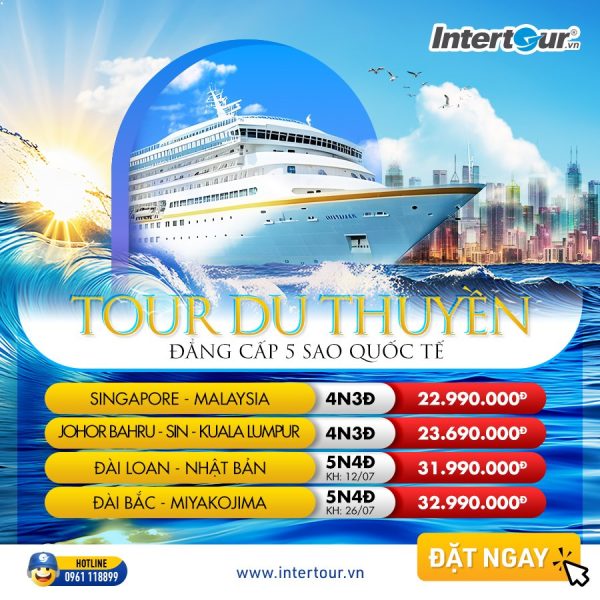 Intertour®
.vn
TOUR DU THUYỀN
ĐẲNG CẤP 5 SAO QUỐC TẾ
SINGAPORE - MALAYSIA 4N3Đ 22.990.000Đ
JOHOR BAHRU - SIN - KUALA LUMPUR 4N3Đ 23.690.000Đ
ĐÀI LOAN - NHẬT BẢN 5N4Đ 31.990.000Đ
KH: 12/07
ĐÀI BẮC - MIYAKOJIMA 5N4Đ 32.990.000Đ
KH: 26/07
HOTLINE
0961 118899
www.intertour.vn
ĐẶT NGAY